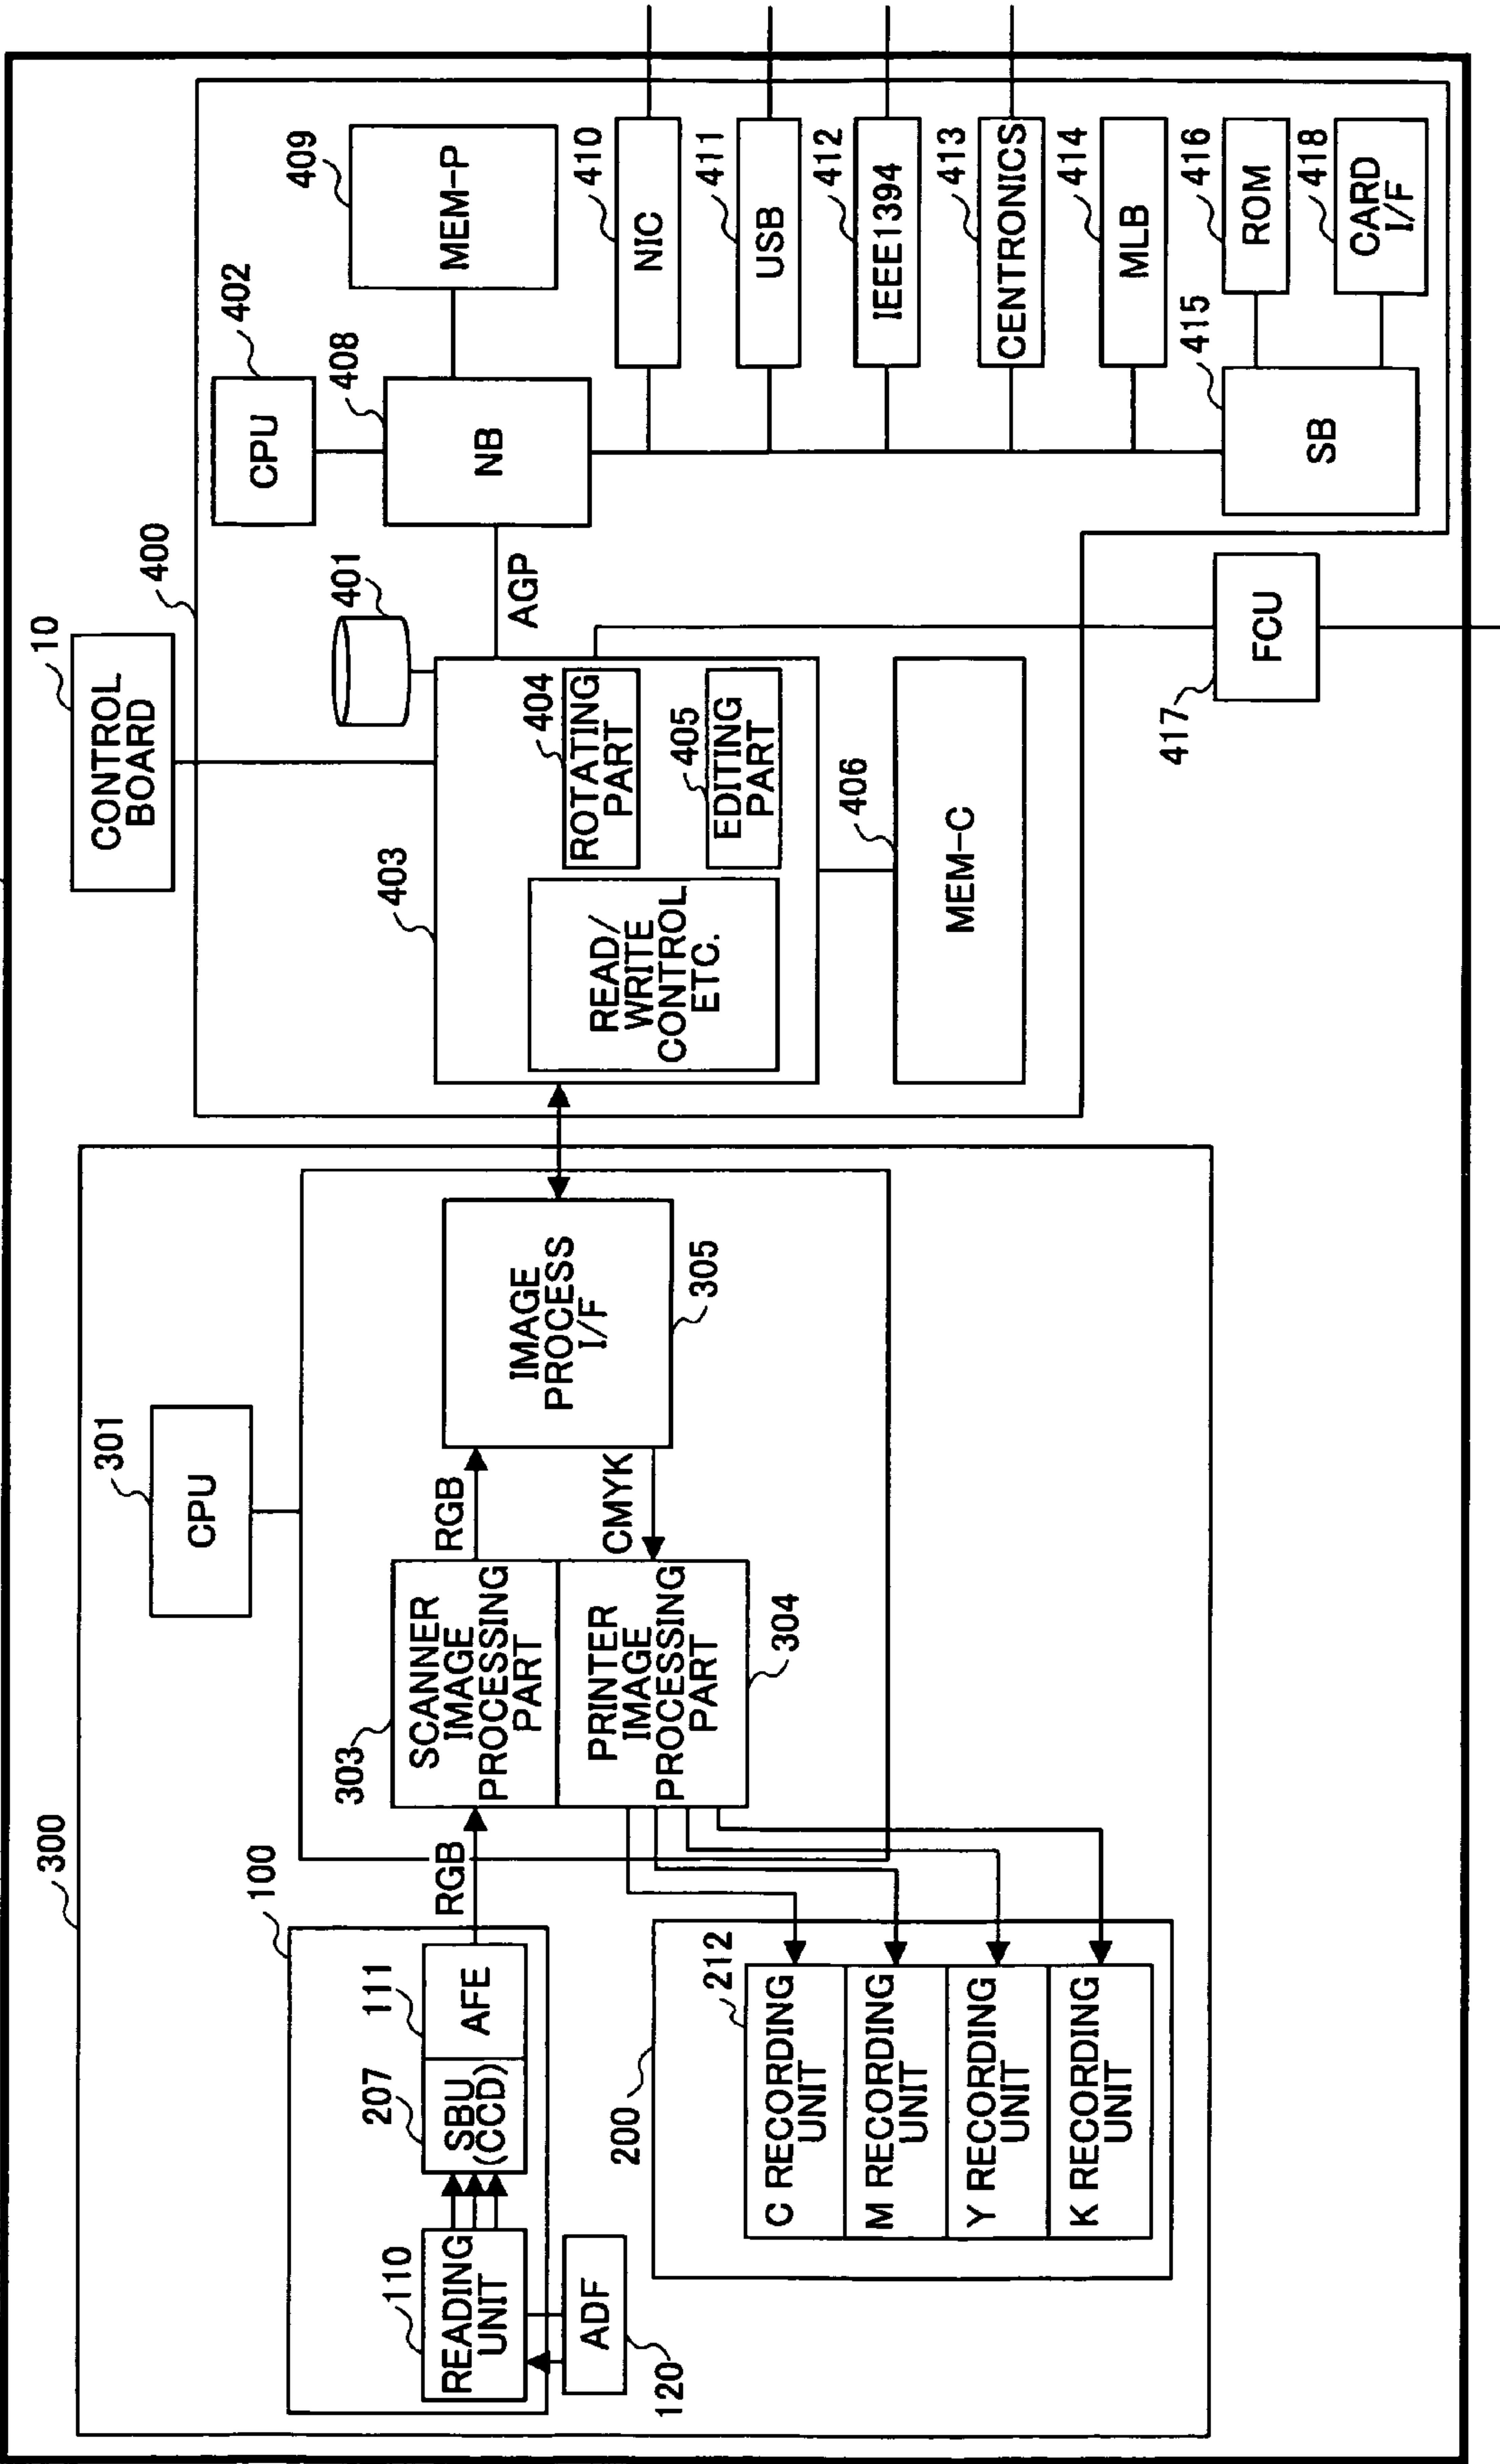 300
301
CPU
100
110
READING
UNIT
207
SBU
(CCD)
111
AFE
120
ADF
RGB
303
SCANNER
IMAGE
PROCESSING
PART
PRINTER
IMAGE
PROCESSING
PART
304
RGB
CMYK
IMAGE
PROCESS
I/F
305
200
212
C RECORDING
UNIT
M RECORDING
UNIT
Y RECORDING
UNIT
K RECORDING
UNIT
10
CONTROL
BOARD
400
401
402
CPU
403
READ/
WRITE
CONTROL
ETC.
404
ROTATING
PART
405
EDITING
PART
406
MEM-C
AGP
408
NB
409
MEM-P
410
NIC
411
USB
412
IEEE1394
413
CENTRONICS
414
MLB
415
SB
416
ROM
418
CARD
I/F
417
FCU